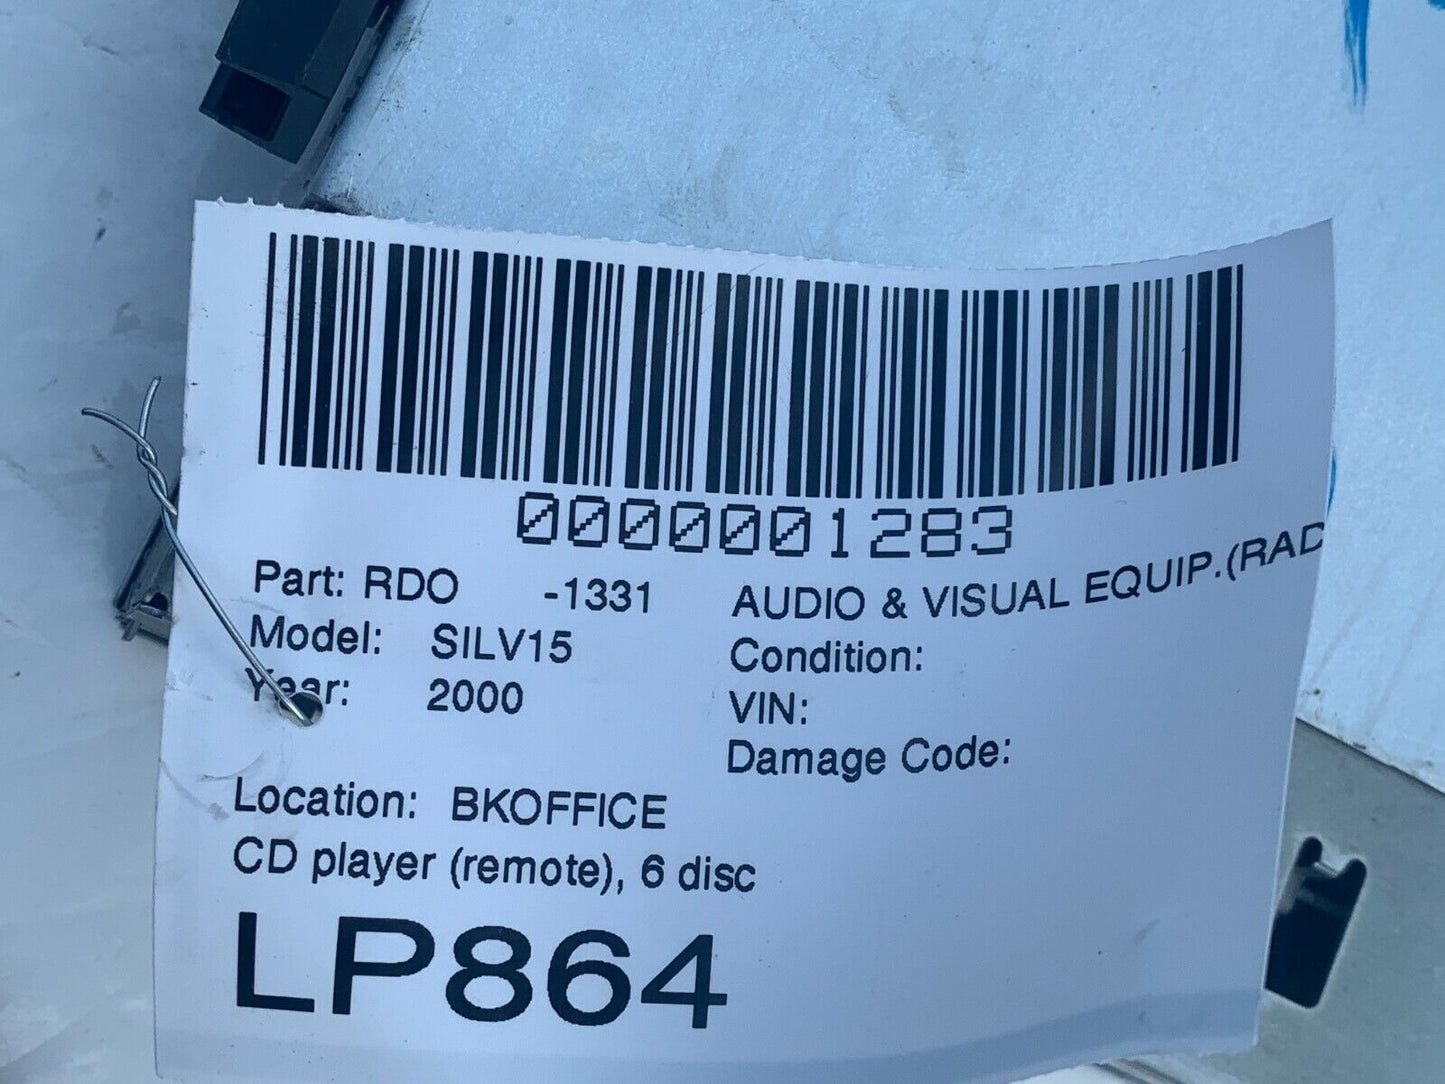 0000001283
Part: RDO -1331 AUDIO & VISUAL EQUIP.(RAD
Model: SILV15 Condition:
Year: 2000 VIN:
Damage Code:
Location: BKOFFICE
CD player (remote), 6 disc
LP864